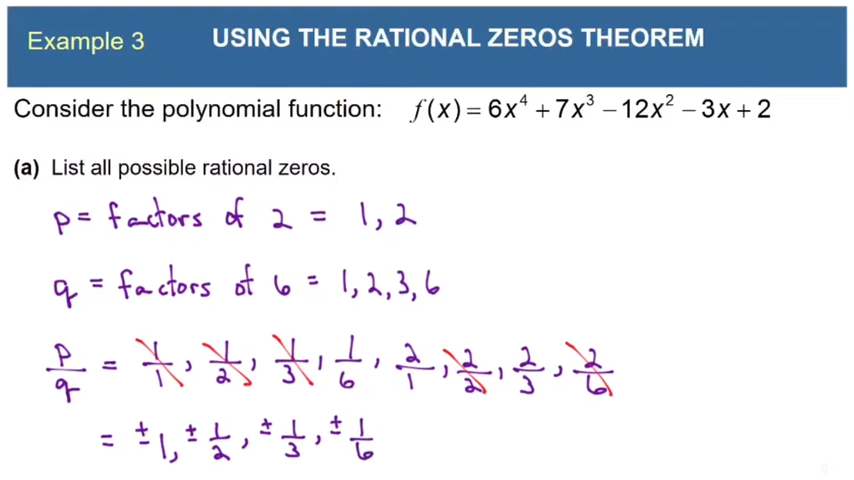 Example 3 USING THE RATIONAL ZEROS THEOREM
Consider the polynomial function: f(x) = 6x⁴ + 7x³ − 12x² − 3x + 2
(a) List all possible rational zeros.
p = factors of 2 = 1, 2
q = factors of 6 = 1, 2, 3, 6
p/q = 1/1, 1/2, 1/3, 1/6, 2/1, 2/2, 2/3, 2/6
= ±1, ±1/2, ±1/3, ±1/6